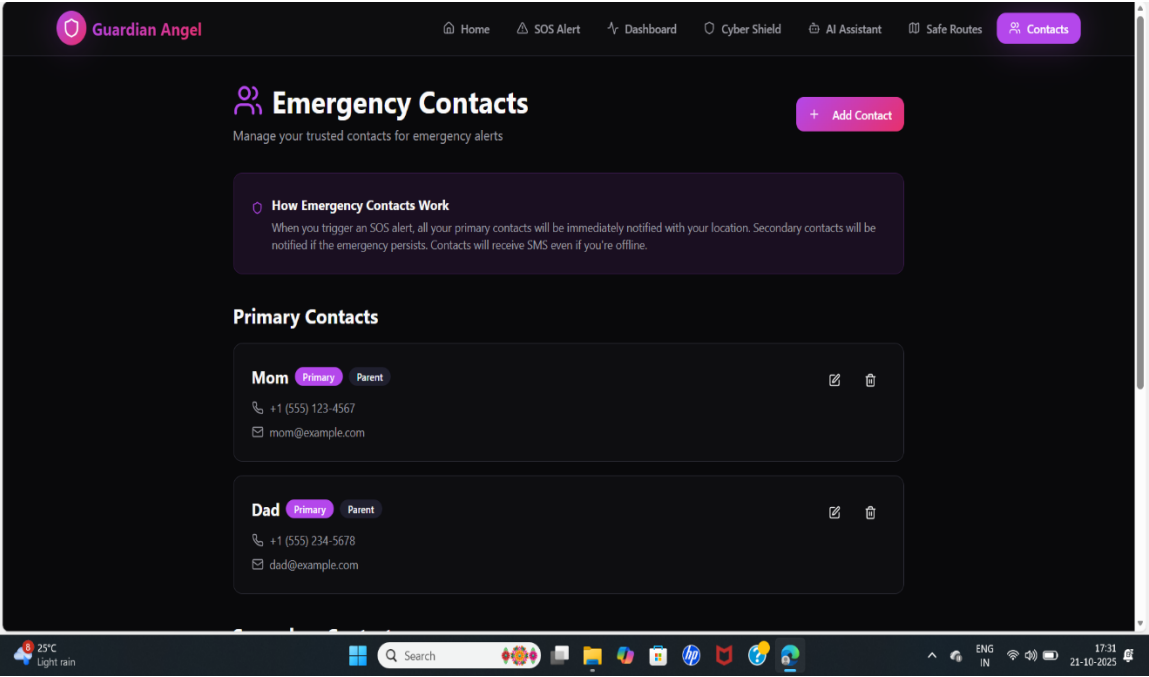 Guardian Angel
Home
SOS Alert
Dashboard
Cyber Shield
AI Assistant
Safe Routes
Contacts
Emergency Contacts
Manage your trusted contacts for emergency alerts
+ Add Contact
How Emergency Contacts Work
When you trigger an SOS alert, all your primary contacts will be immediately notified with your location. Secondary contacts will be
notified if the emergency persists. Contacts will receive SMS even if you're offline.
Primary Contacts
Mom Primary Parent
+1 (555) 123-4567
mom@example.com
Dad Primary Parent
+1 (555) 234-5678
dad@example.com
8
25°C
Light rain
Search
hp
ENG
IN
17:31
21-10-2025